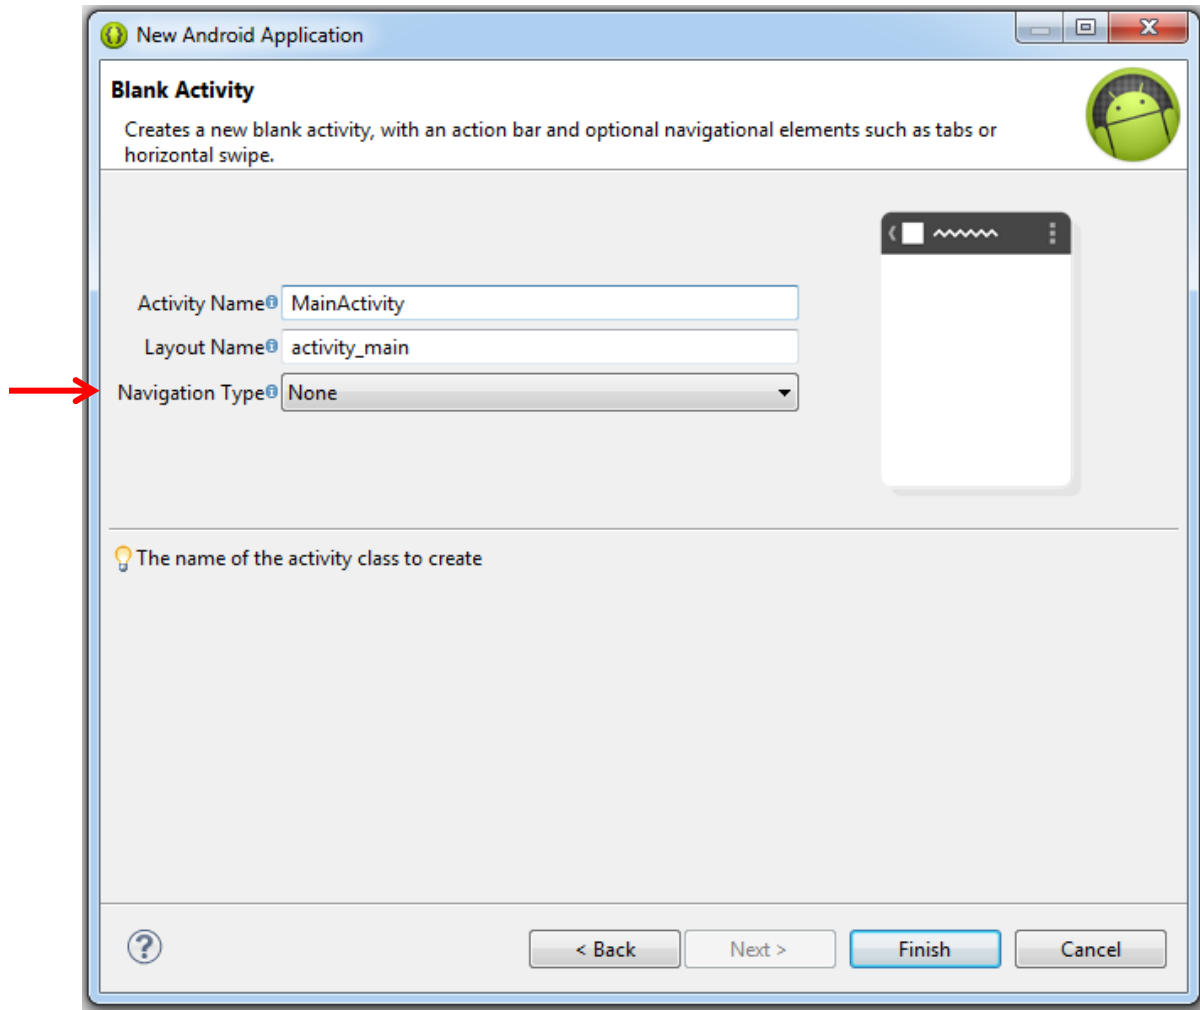 New Android Application
Blank Activity
Creates a new blank activity, with an action bar and optional navigational elements such as tabs or
horizontal swipe.
Activity Name MainActivity
Layout Name activity_main
Navigation Type None
The name of the activity class to create
< Back Next > Finish Cancel